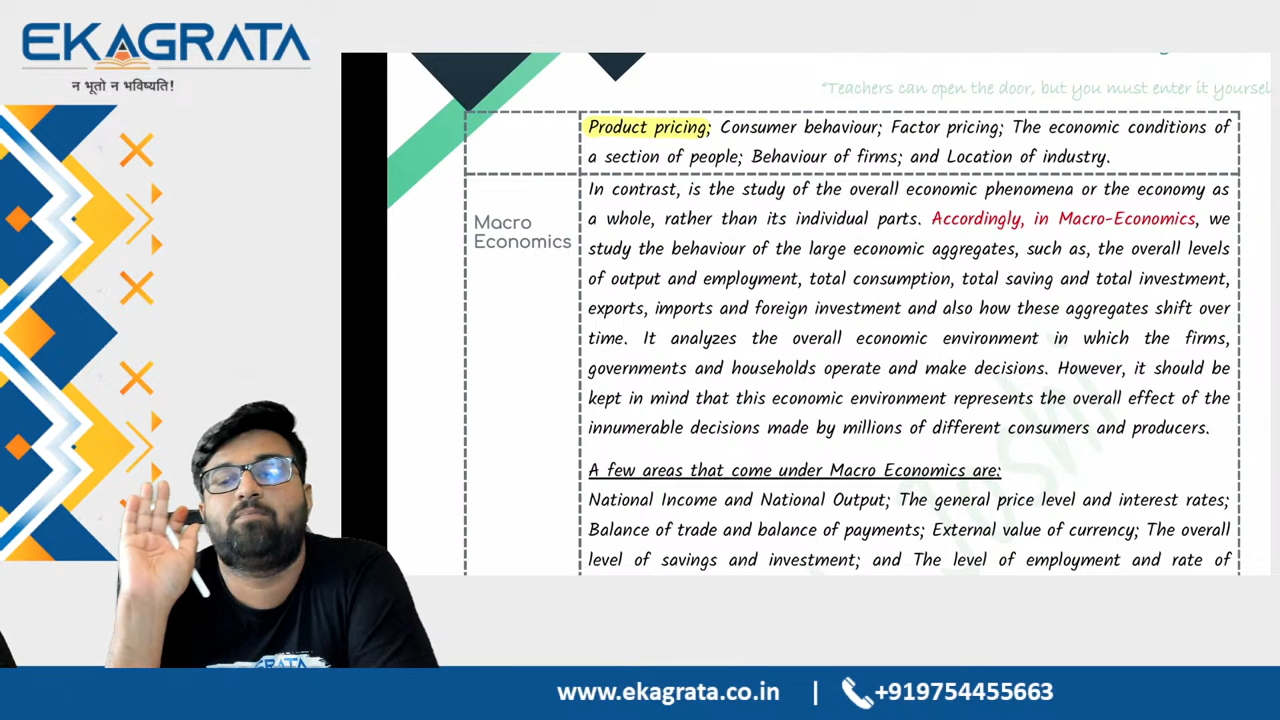 EKAGRATA
न भूतो न भविष्यति!
"Teachers can open the door, but you must enter it yoursel
Product pricing; Consumer behaviour; Factor pricing; The economic conditions of
a section of people; Behaviour of firms; and Location of industry.
Macro
Economics
In contrast, is the study of the overall economic phenomena or the economy as
a whole, rather than its individual parts. Accordingly, in Macro-Economics, we
study the behaviour of the large economic aggregates, such as, the overall levels
of output and employment, total consumption, total saving and total investment,
exports, imports and foreign investment and also how these aggregates shift over
time. It analyzes the overall economic environment in which the firms,
governments and households operate and make decisions. However, it should be
kept in mind that this economic environment represents the overall effect of the
innumerable decisions made by millions of different consumers and producers.
A few areas that come under Macro Economics are:
National Income and National Output; The general price level and interest rates;
Balance of trade and balance of payments; External value of currency; The overall
level of savings and investment; and The level of employment and rate of
www.ekagrata.co.in | +919754455663